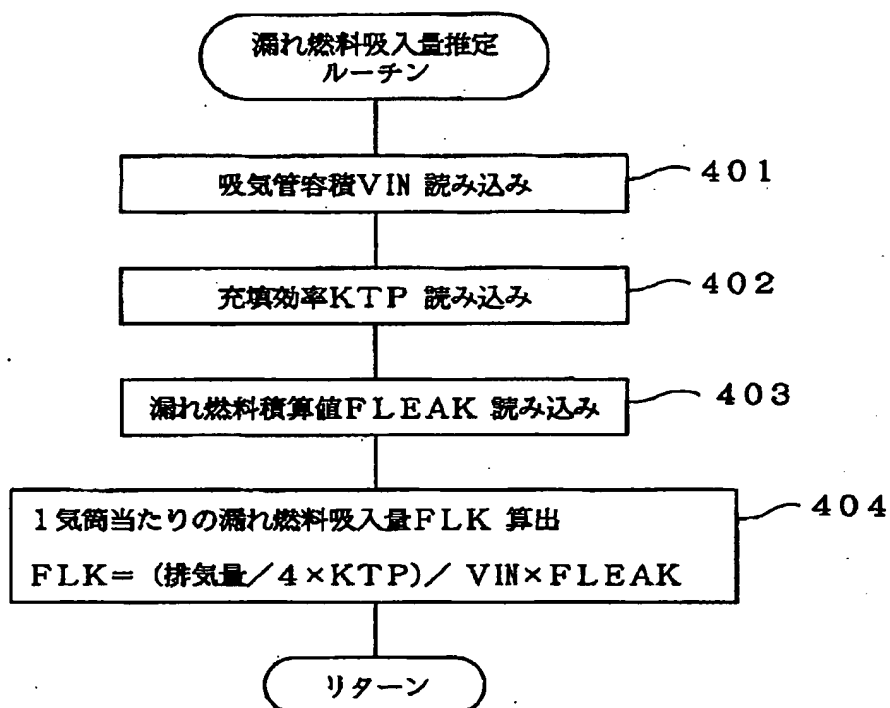 漏れ燃料吸入量推定
ルーチン
吸気管容積VIN 読み込み
401
充填効率KTP 読み込み
402
漏れ燃料積算値FLEAK 読み込み
403
1気筒当たりの漏れ燃料吸入量FLK 算出
FLK=(排気量/4×KTP)/ VIN×FLEAK
404
リターン